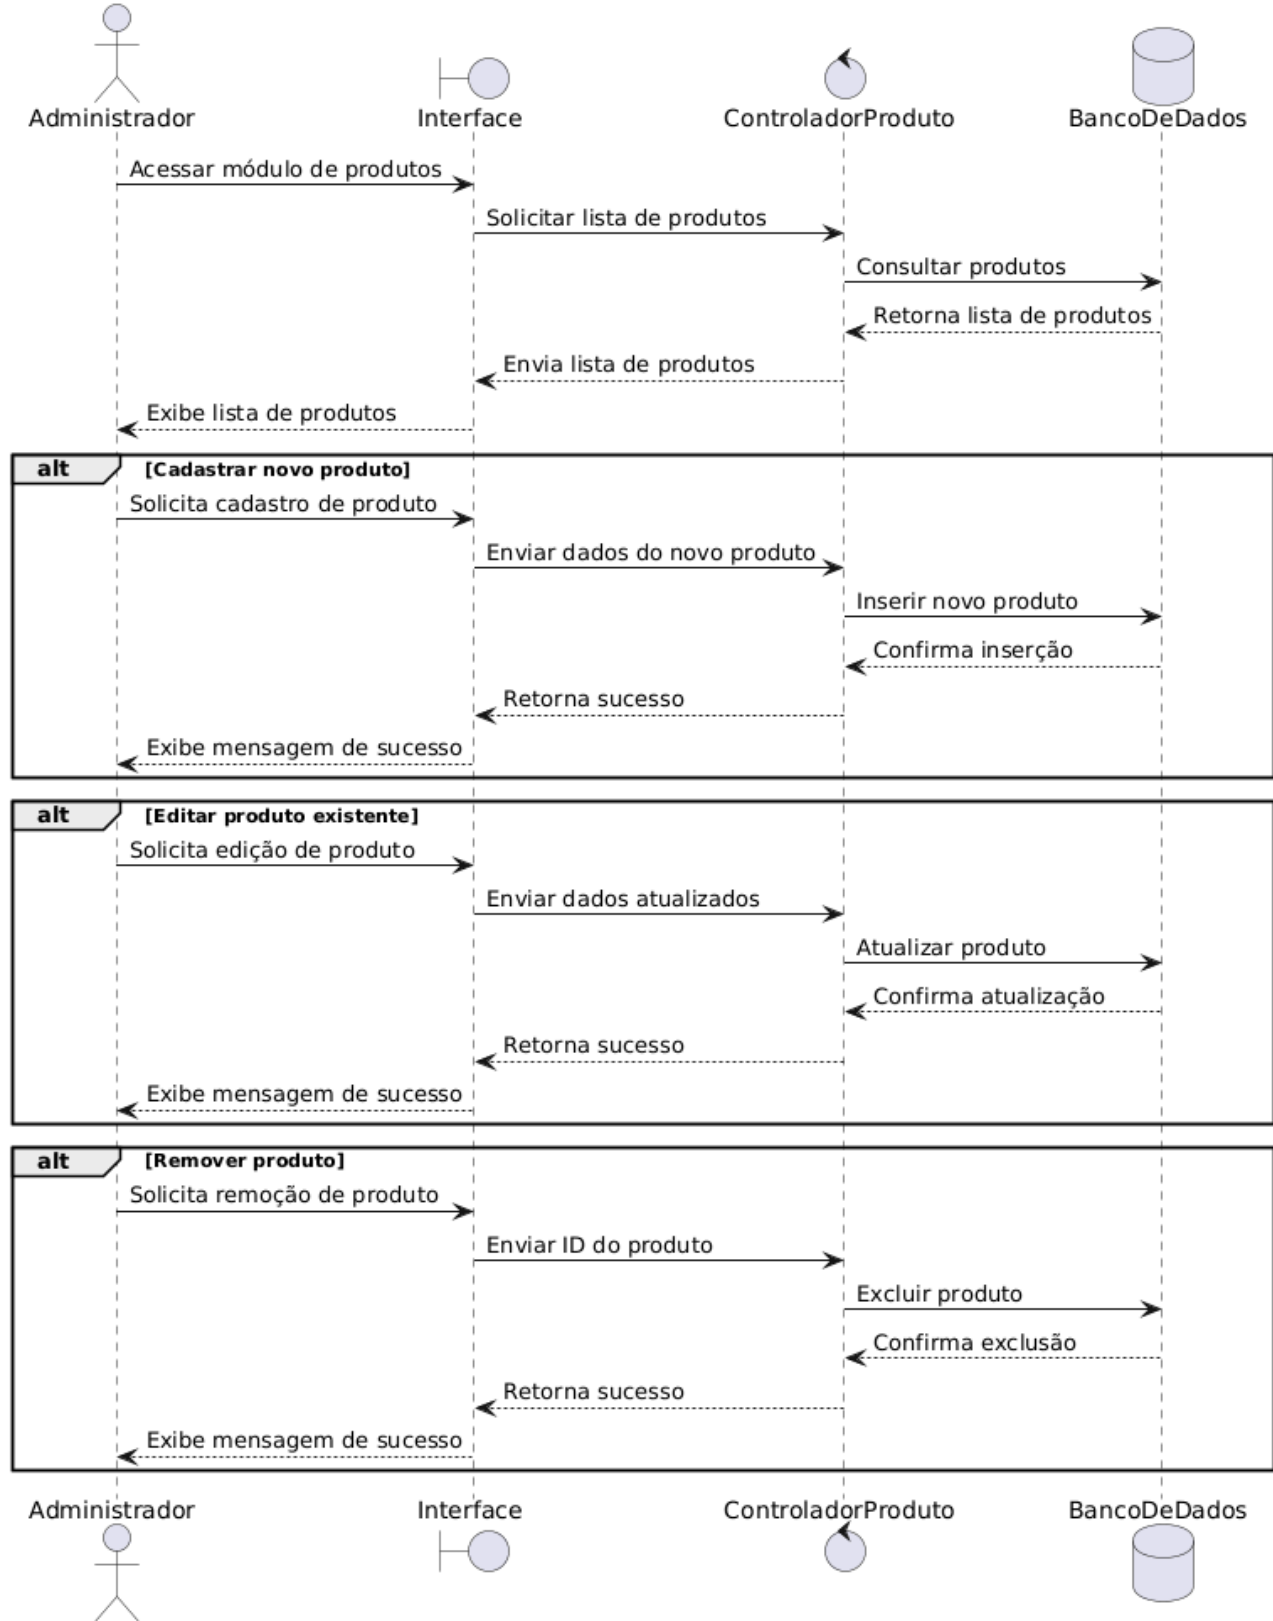 Administrador Interface ControladorProduto BancoDeDados
Acessar módulo de produtos
Solicitar lista de produtos
Consultar produtos
Retorna lista de produtos
Envia lista de produtos
Exibe lista de produtos
alt [Cadastrar novo produto]
Solicita cadastro de produto
Enviar dados do novo produto
Inserir novo produto
Confirma inserção
Retorna sucesso
Exibe mensagem de sucesso
alt [Editar produto existente]
Solicita edição de produto
Enviar dados atualizados
Atualizar produto
Confirma atualização
Retorna sucesso
Exibe mensagem de sucesso
alt [Remover produto]
Solicita remoção de produto
Enviar ID do produto
Excluir produto
Confirma exclusão
Retorna sucesso
Exibe mensagem de sucesso
Administrador Interface ControladorProduto BancoDeDados